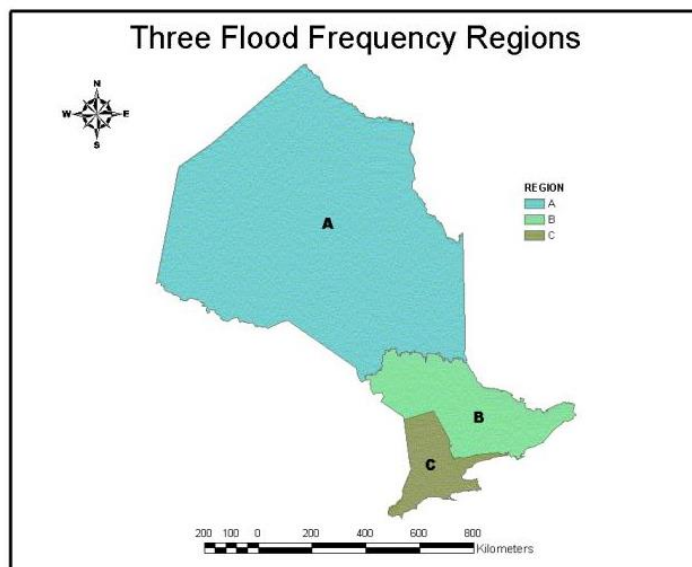 Three Flood Frequency Regions
N
W E
S
A
REGION
A
B
C
B
C
200 100 0 200 400 600 800
Kilometers